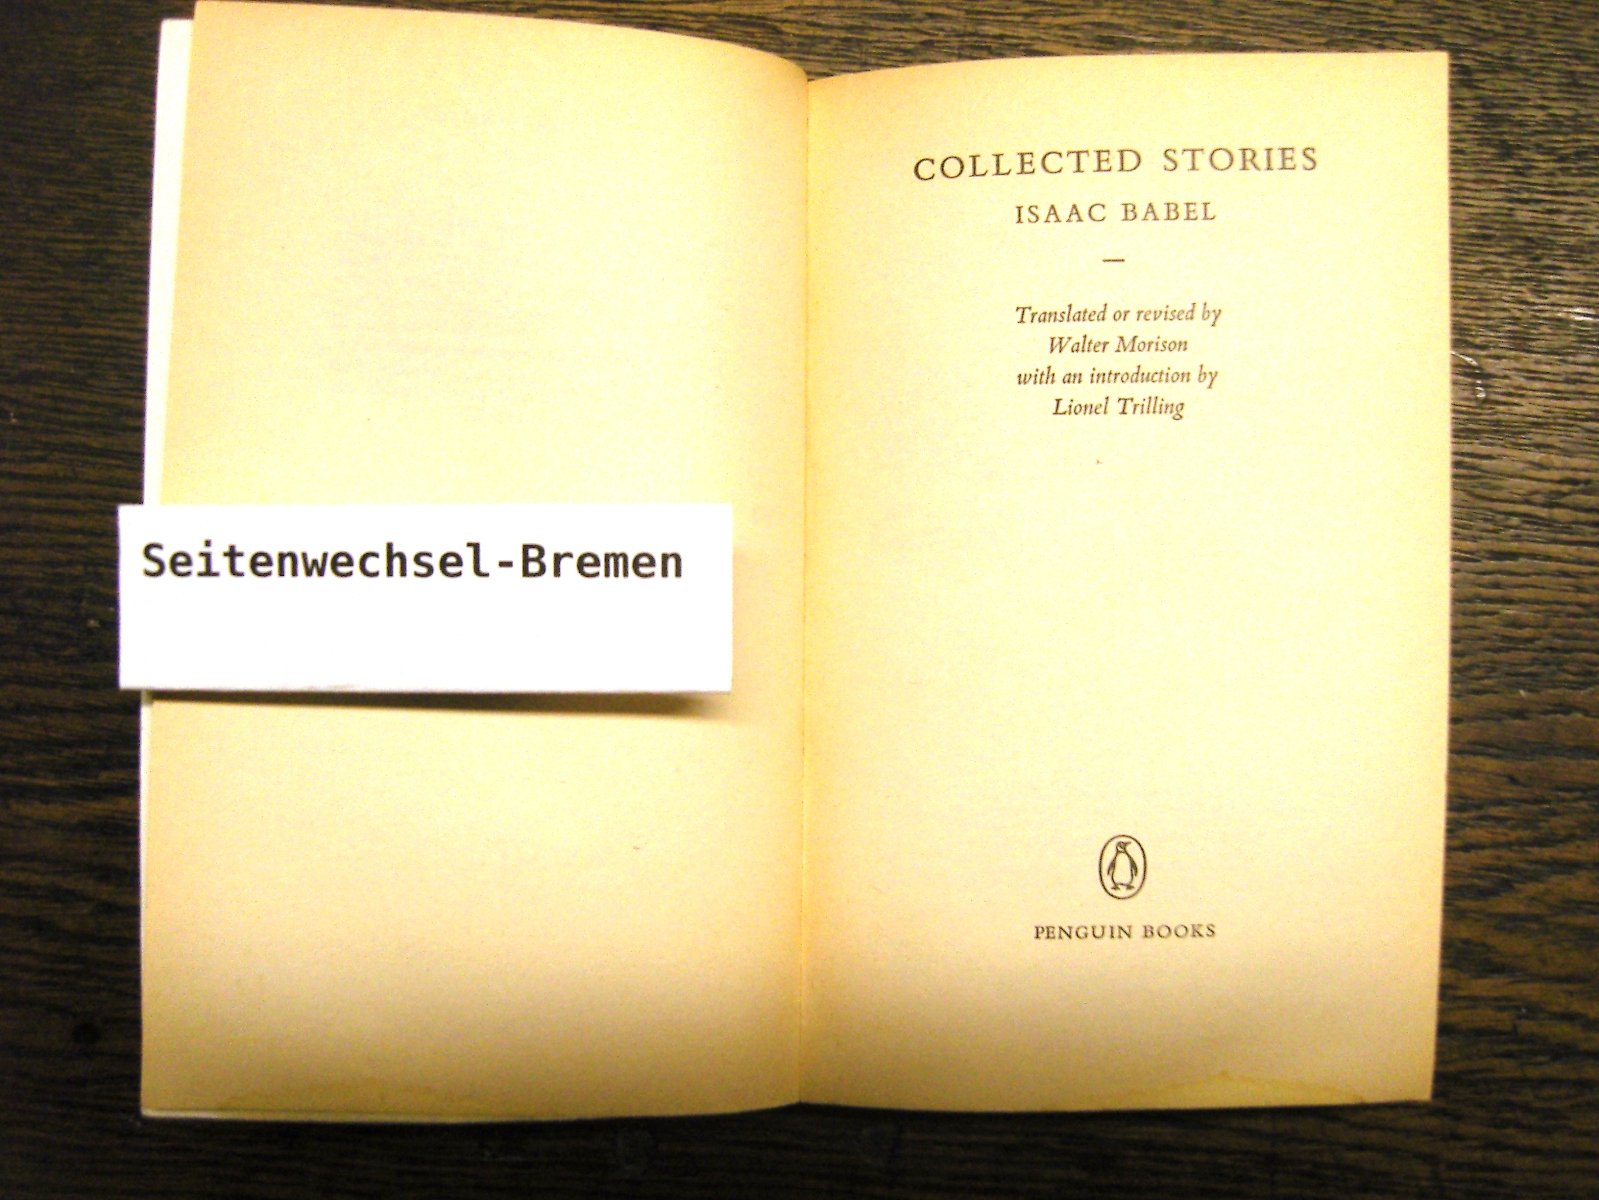 Seitenwechsel-Bremen
COLLECTED STORIES
ISAAC BABEL
—
Translated or revised by
Walter Morison
with an introduction by
Lionel Trilling
PENGUIN BOOKS